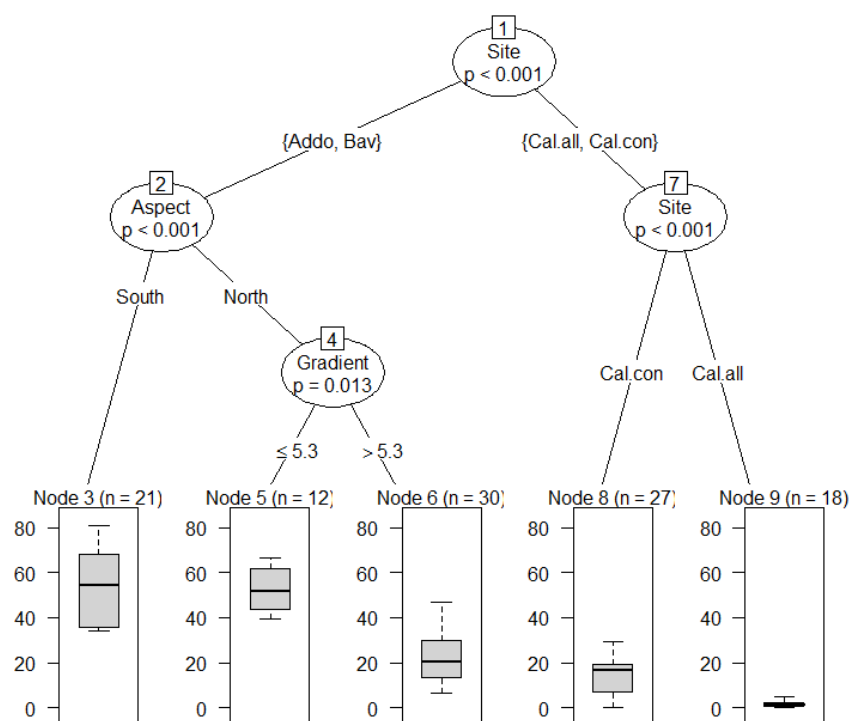 1
Site
p < 0.001
{Addo, Bav}
{Cal.all, Cal.con}
2
Aspect
p < 0.001
7
Site
p < 0.001
South
North
4
Gradient
p = 0.013
Cal.con
Cal.all
≤ 5.3
> 5.3
Node 3 (n = 21)
Node 5 (n = 12)
Node 6 (n = 30)
Node 8 (n = 27)
Node 9 (n = 18)
80
60
40
20
0
80
60
40
20
0
80
60
40
20
0
80
60
40
20
0
80
60
40
20
0